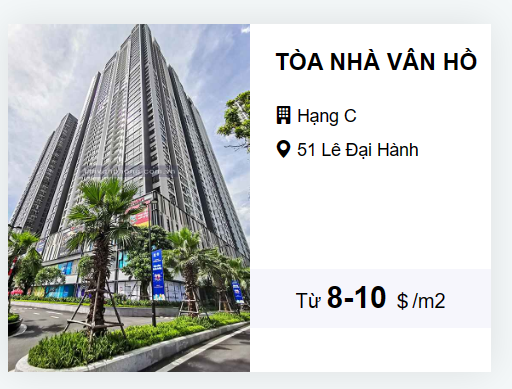 TÒA NHÀ VÂN HỒ
Hạng C
51 Lê Đại Hành
Từ 8-10 $ /m2